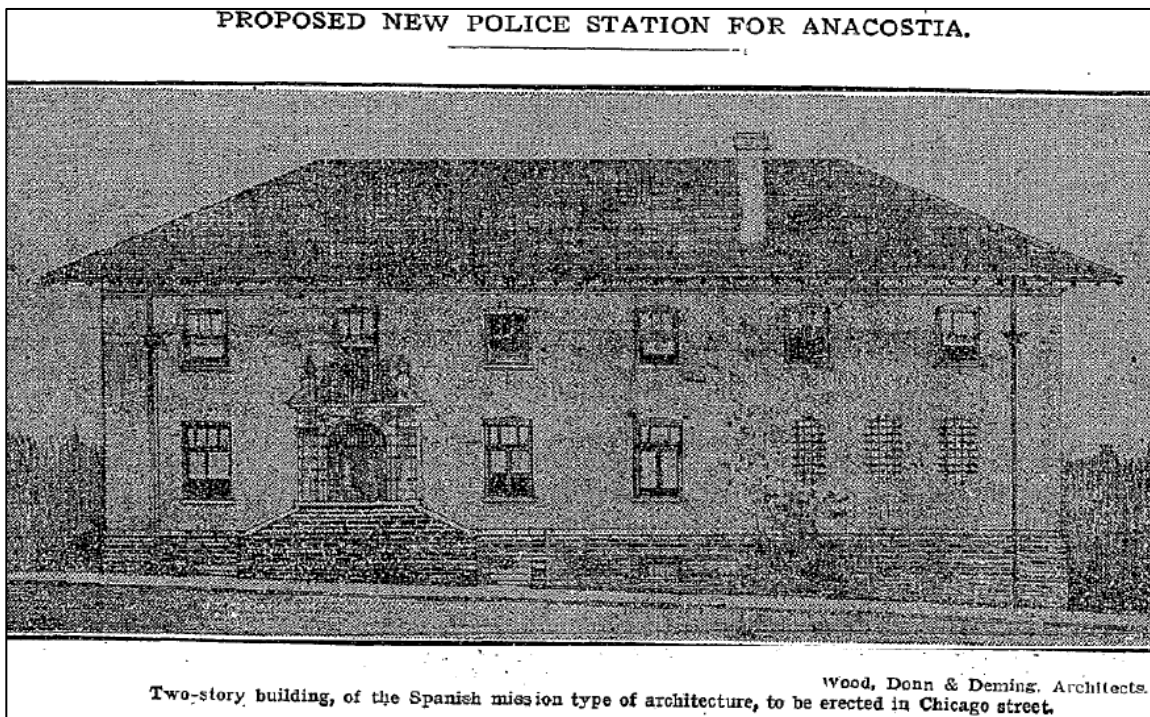 PROPOSED NEW POLICE STATION FOR ANACOSTIA.
Wood, Donn & Deming, Architects.
Two-story building, of the Spanish mission type of architecture, to be erected in Chicago street.